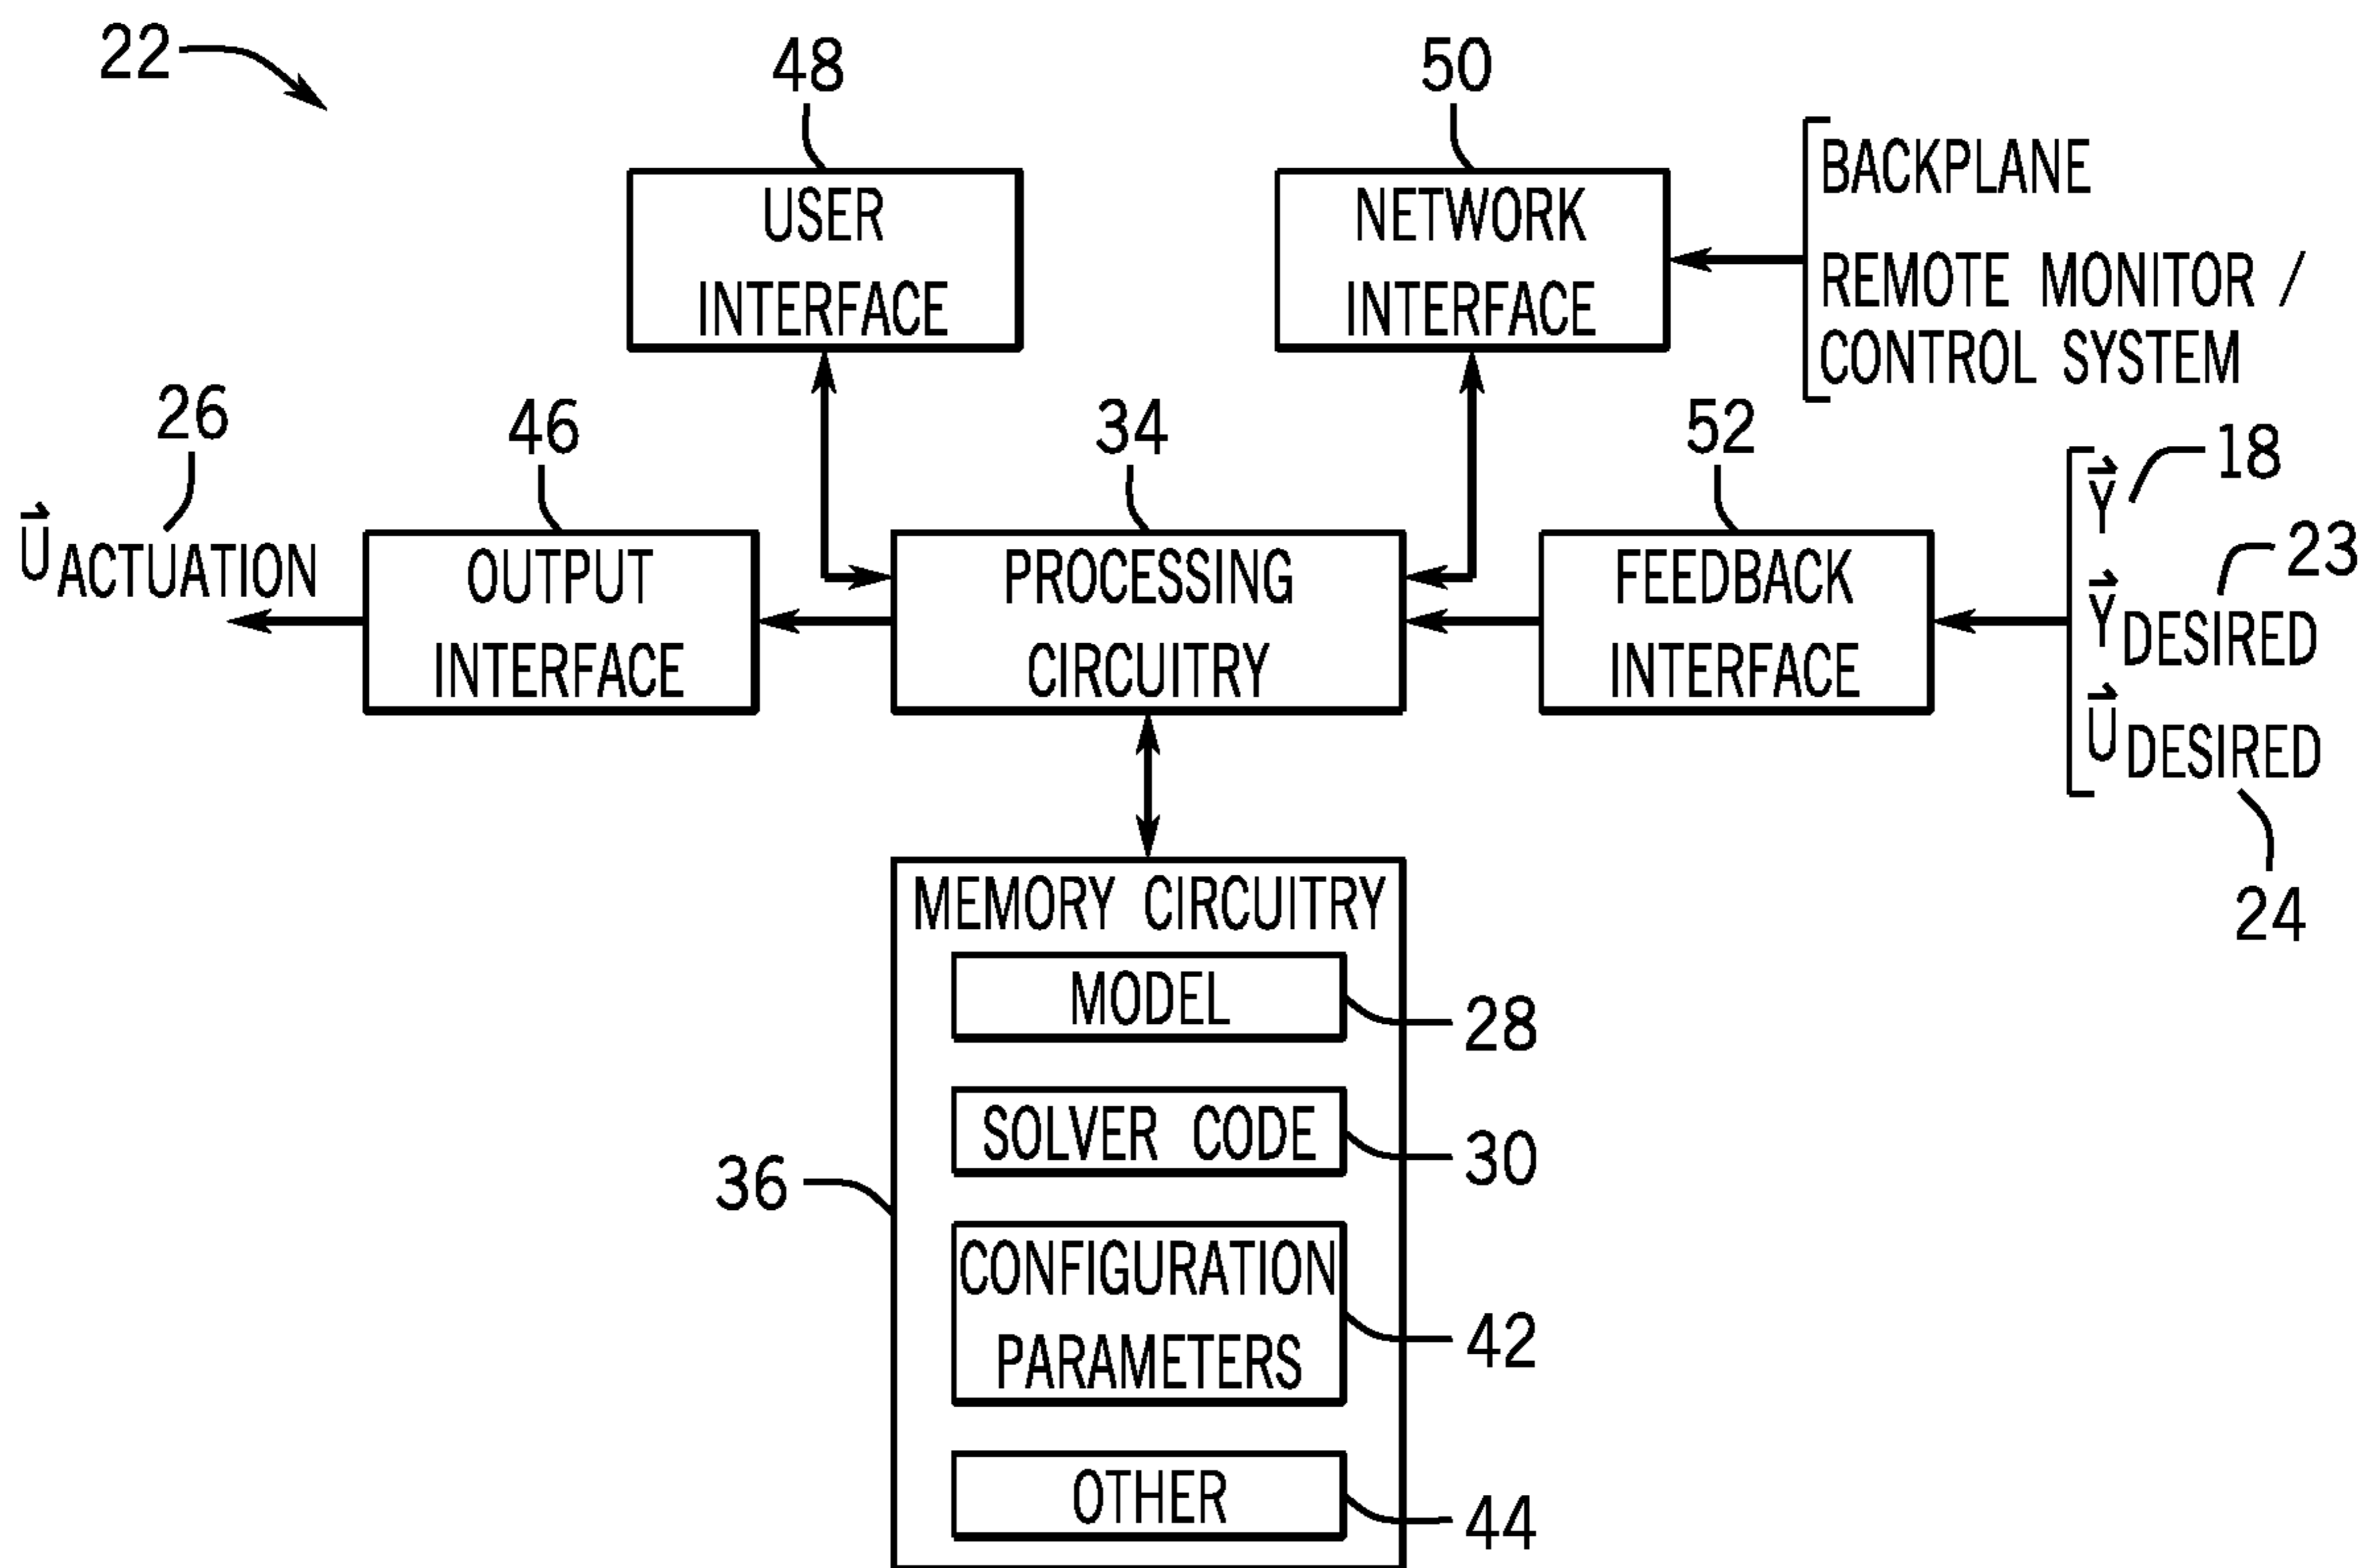 22
48
50
USER
INTERFACE
NETWORK
INTERFACE
BACKPLANE
REMOTE MONITOR /
CONTROL SYSTEM
26
46
34
52
18
U⃗ ACTUATION
OUTPUT
INTERFACE
PROCESSING
CIRCUITRY
FEEDBACK
INTERFACE
Y⃗
23
Y⃗ DESIRED
U⃗ DESIRED
24
MEMORY CIRCUITRY
MODEL
28
SOLVER CODE
30
36
CONFIGURATION
PARAMETERS
42
OTHER
44